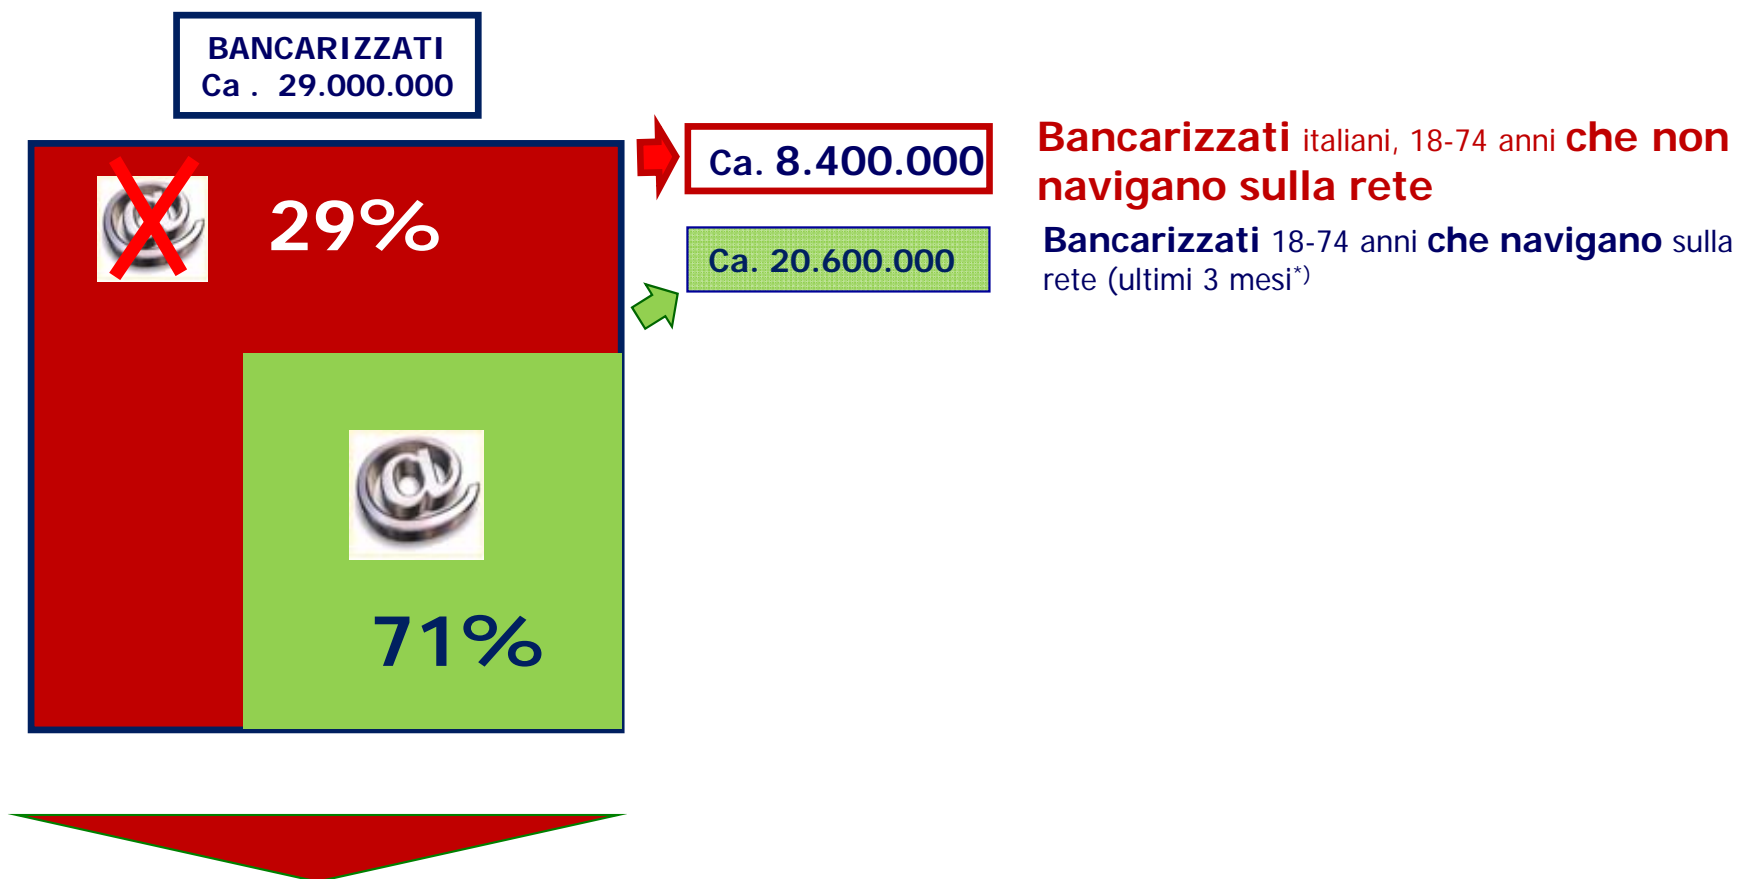 BANCARIZZATI
Ca . 29.000.000
29%
Ca. 8.400.000
Bancarizzati italiani, 18-74 anni che non
navigano sulla rete
Ca. 20.600.000
Bancarizzati 18-74 anni che navigano sulla
rete (ultimi 3 mesi*)
@
71%